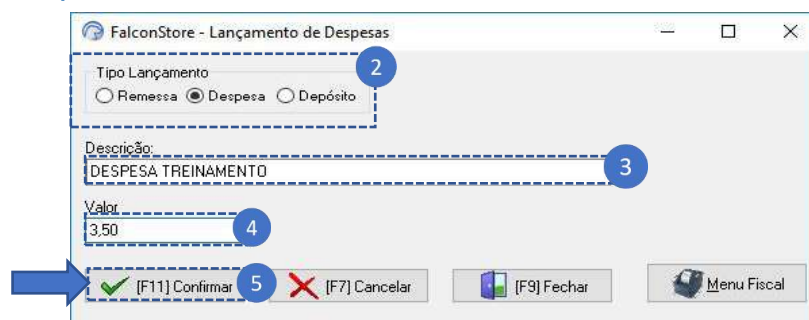 FalconStore - Lançamento de Despesas
Tipo Lançamento
2
Remessa Despesa Depósito
Descrição:
DESPESA TREINAMENTO
3
Valor
3,50
4
[F11] Confirmar 5 [F7] Cancelar [F9] Fechar Menu Fiscal